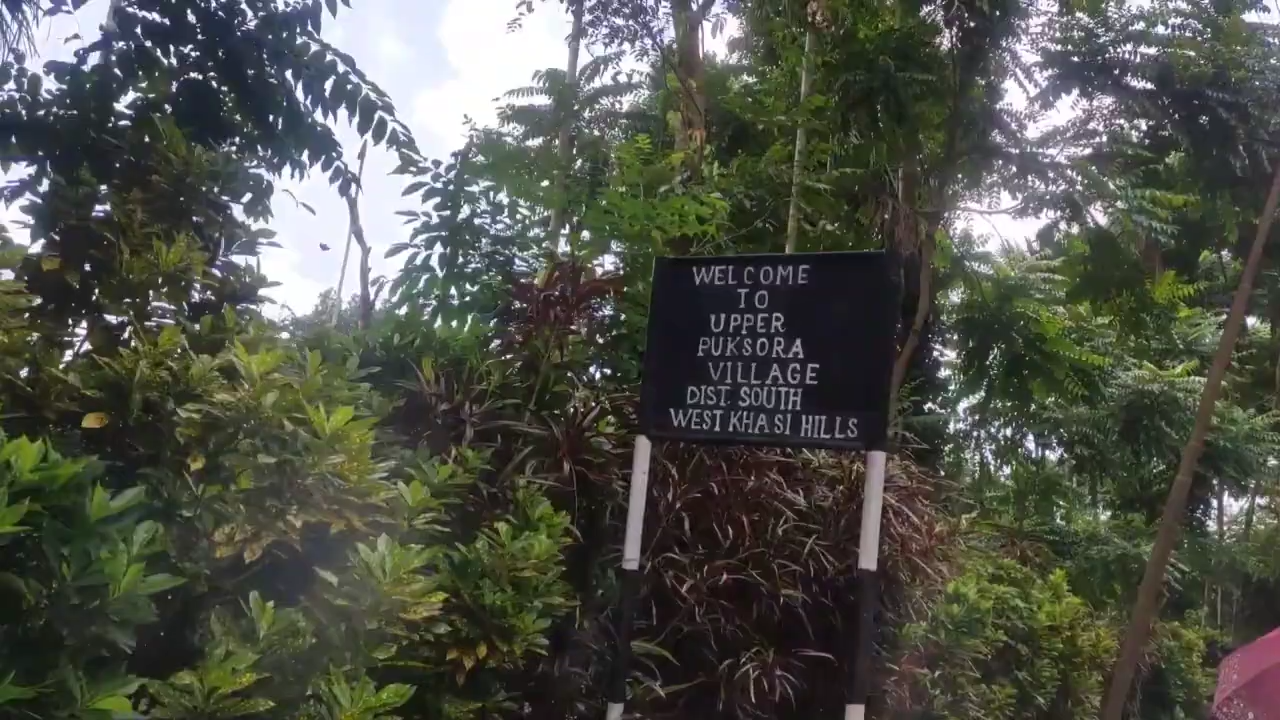 WELCOME
TO
UPPER
PUKSORA
VILLAGE
DIST. SOUTH
WEST KHASI HILLS